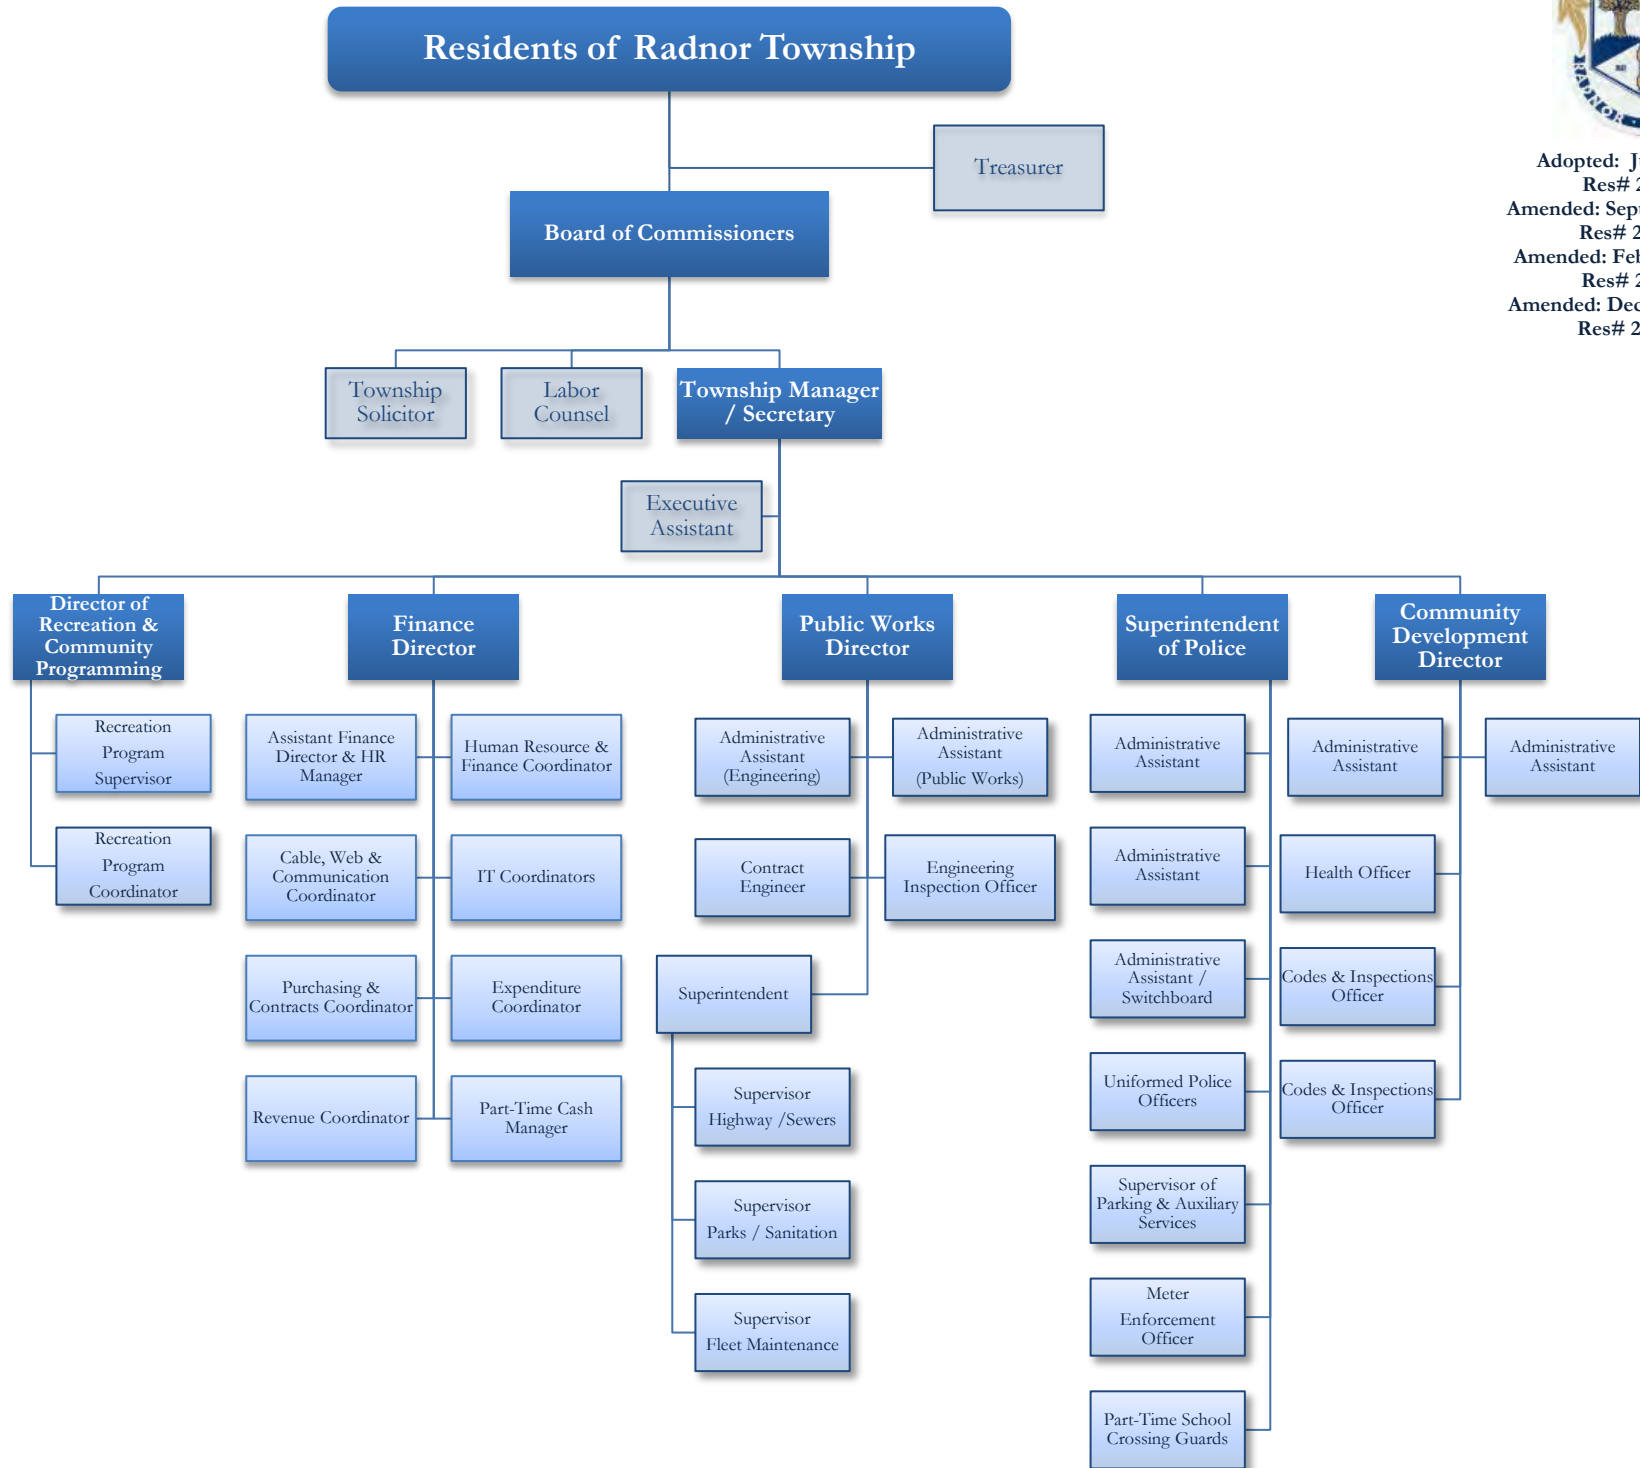 Residents of Radnor Township
RADNOR
Treasurer
Adopted:
Res#
Amended:
Res#
Amended:
Res#
Amended:
Res#
Board of Commissioners
Township
Solicitor
Labor
Counsel
Township Manager
/ Secretary
Executive
Assistant
Director of
Recreation &
Community
Programming
Finance
Director
Public Works
Director
Superintendent
of Police
Community
Development
Director
Recreation
Program
Supervisor
Recreation
Program
Coordinator
Assistant Finance
Director & HR
Manager
Human Resource &
Finance Coordinator
Cable, Web &
Communication
Coordinator
IT Coordinators
Purchasing &
Contracts Coordinator
Expenditure
Coordinator
Revenue Coordinator
Part-Time Cash
Manager
Administrative
Assistant
(Engineering)
Administrative
Assistant
(Public Works)
Contract
Engineer
Engineering
Inspection Officer
Superintendent
Supervisor
Highway /Sewers
Supervisor
Parks / Sanitation
Supervisor
Fleet Maintenance
Administrative
Assistant
Administrative
Assistant
Administrative
Assistant /
Switchboard
Uniformed Police
Officers
Supervisor of
Parking & Auxiliary
Services
Meter
Enforcement
Officer
Part-Time School
Crossing Guards
Administrative
Assistant
Administrative
Assistant
Health Officer
Codes & Inspections
Officer
Codes & Inspections
Officer